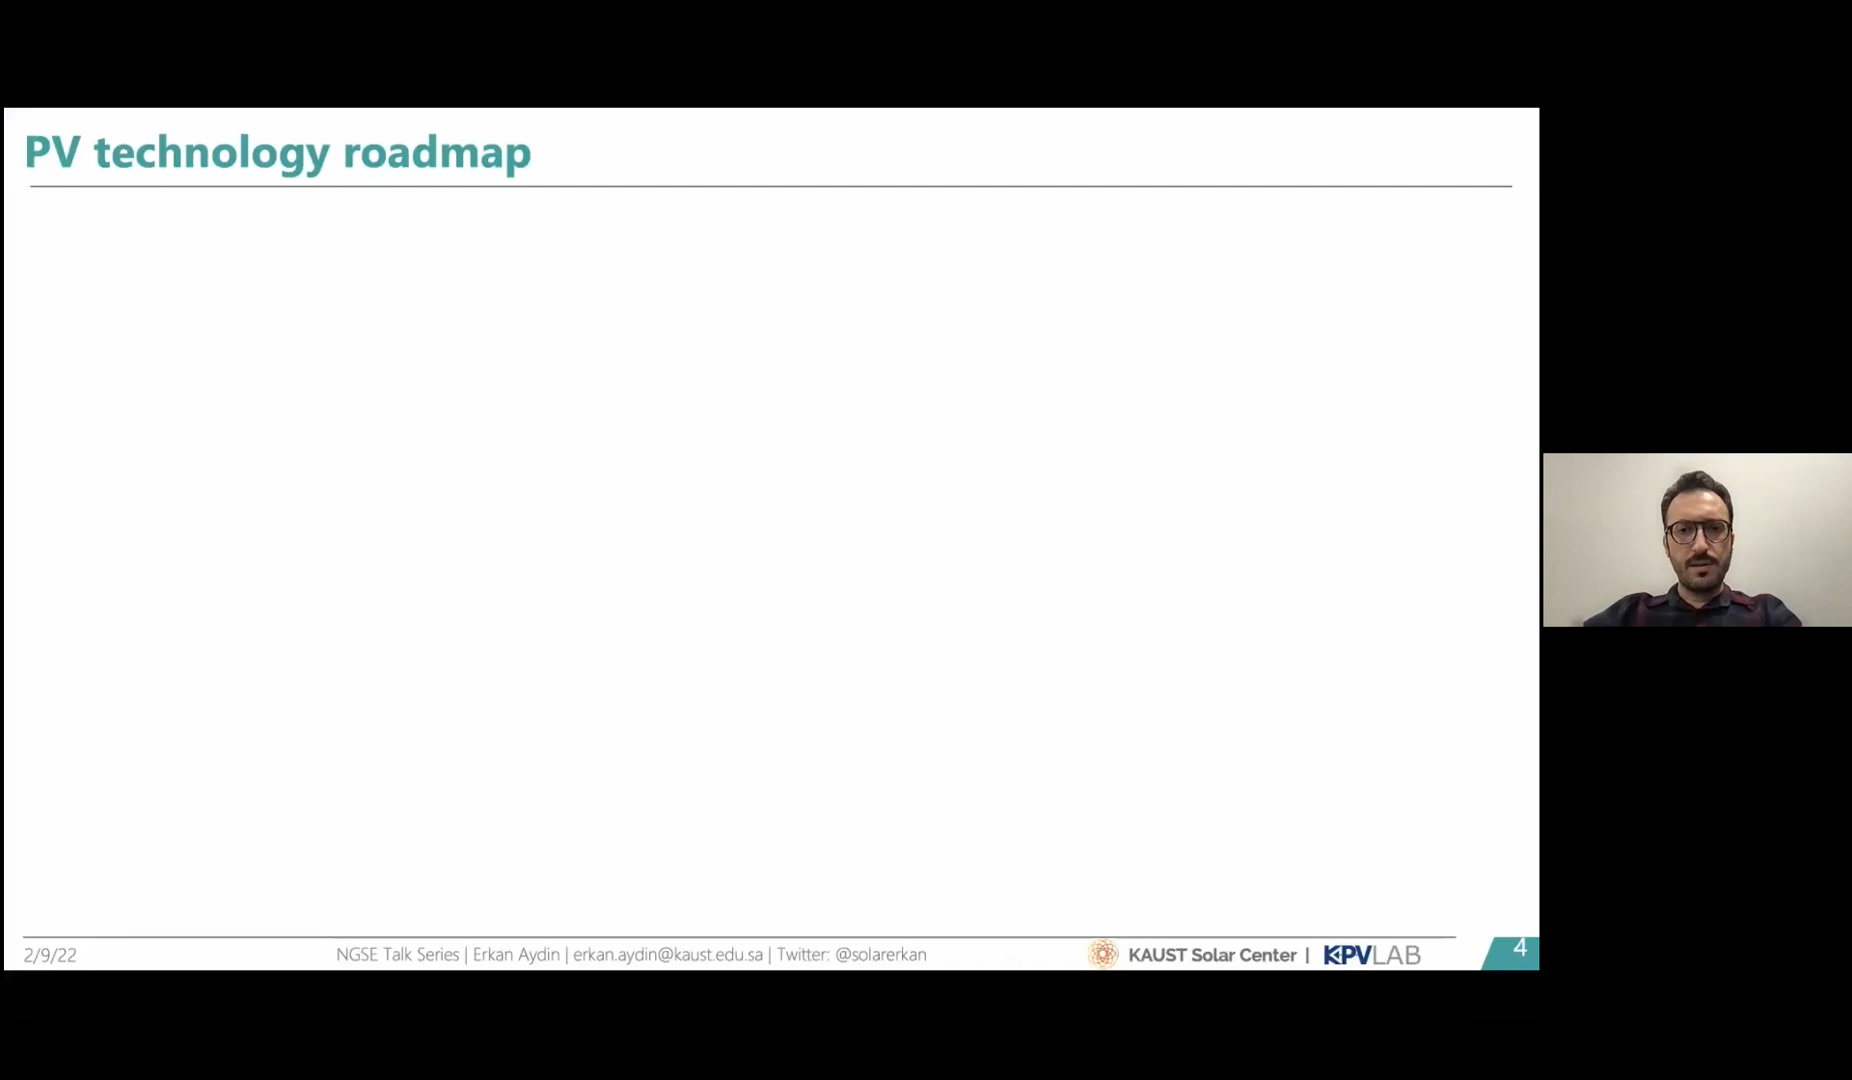 PV technology roadmap
2/9/22
NGSE Talk Series | Erkan Aydin | erkan.aydin@kaust.edu.sa | Twitter: @solarerkan
KAUST Solar Center |
KPVLAB
4